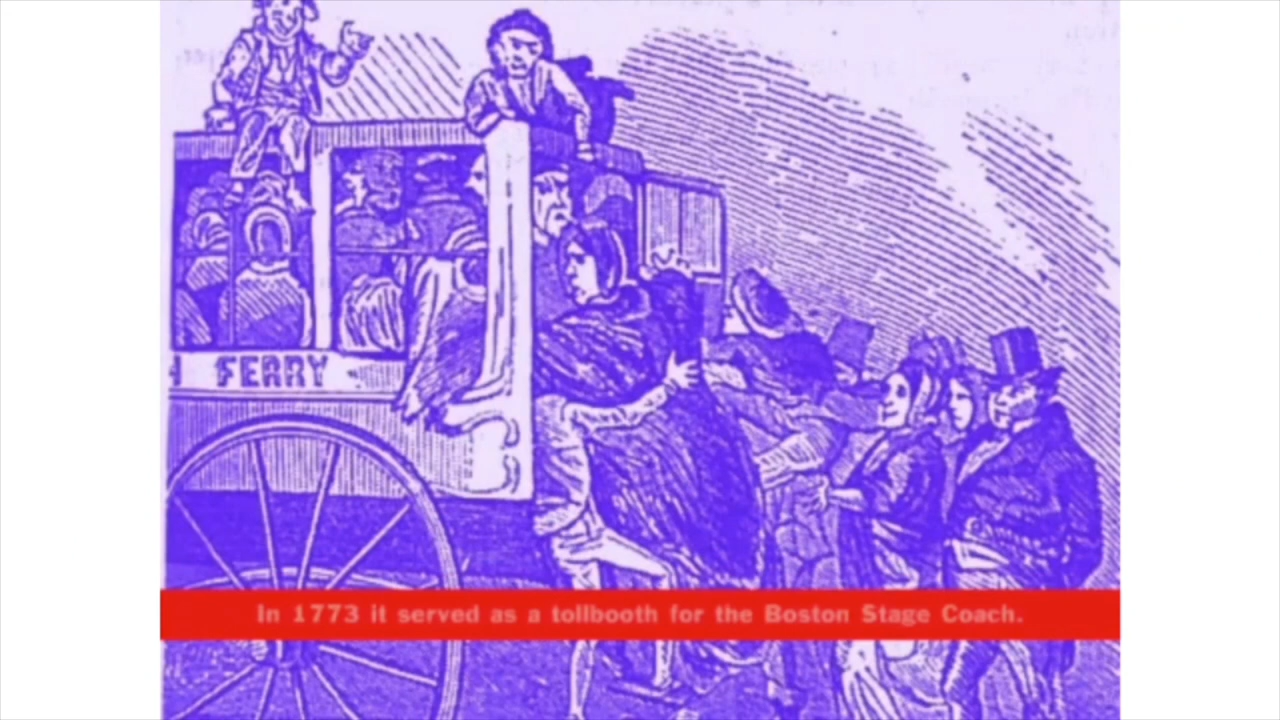 FERRY
In 1773 it served as a tollbooth for the Boston Stage Coach.